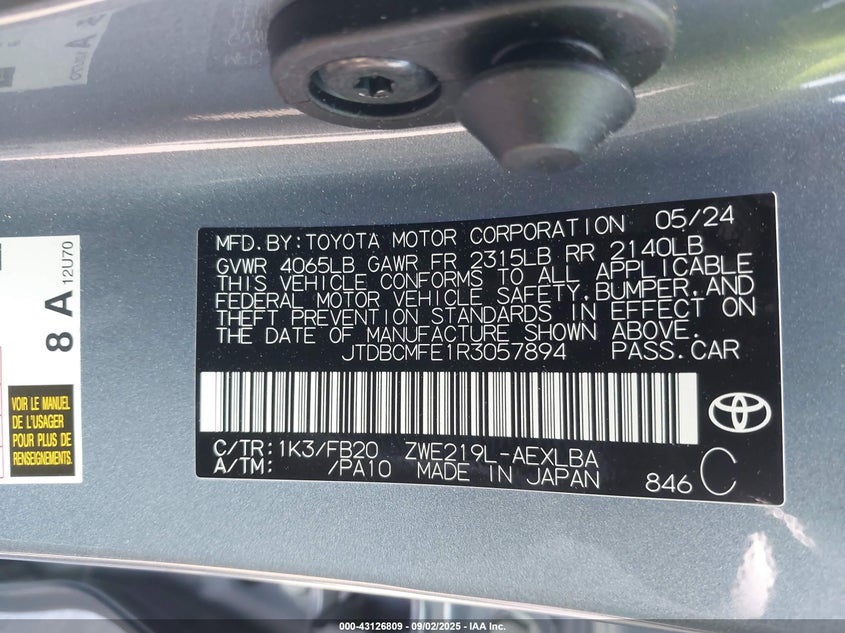 MFD. BY: TOYOTA MOTOR CORPORATION 05/24
GVWR 4065LB GAWR FR 2315LB RR 2140LB
THIS VEHICLE CONFORMS TO ALL APPLICABLE
FEDERAL MOTOR VEHICLE SAFETY, BUMPER, AND
THEFT PREVENTION STANDARDS IN EFFECT ON
THE DATE OF MANUFACTURE SHOWN ABOVE.
JTDBCMFE1R3057894 PASS.CAR
C/TR: 1K3/FB20 ZWE219L-AEXLBA
A/TM: /PA10 MADE IN JAPAN
846 C
8 A
12U70
VOIR LE MANUEL
DE L'USAGER
POUR PLUS DE
RENSEIGNEMENTS.
000-43126809 - 09/02/2025 - IAA Inc.